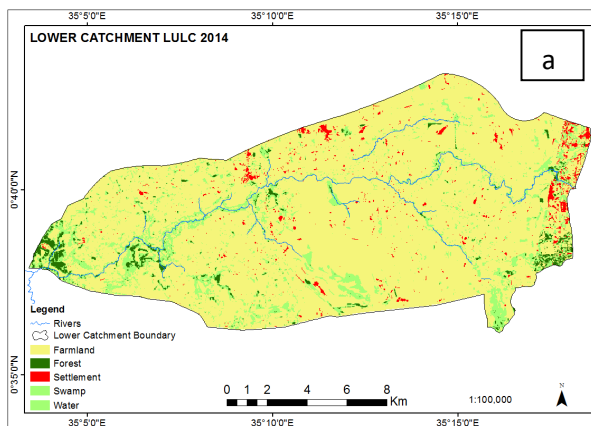 35°5'0"E 35°10'0"E 35°15'0"E
LOWER CATCHMENT LULC 2014
a
0°40'0"N
0°35'0"N
Legend
Rivers
Lower Catchment Boundary
Farmland
Forest
Settlement
Swamp
Water
0 1 2 4 6 8
Km
1:100,000
N
35°5'0"E 35°10'0"E 35°15'0"E